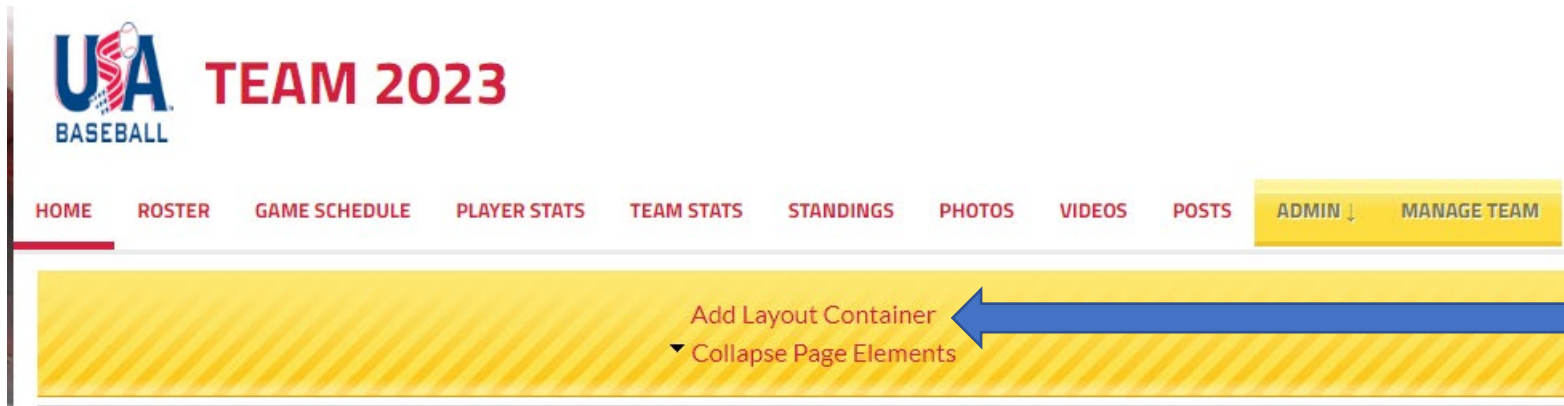 USA
BASEBALL
TEAM 2023
HOME ROSTER GAME SCHEDULE PLAYER STATS TEAM STATS STANDINGS PHOTOS VIDEOS POSTS ADMIN ↓ MANAGE TEAM
Add Layout Container
Collapse Page Elements